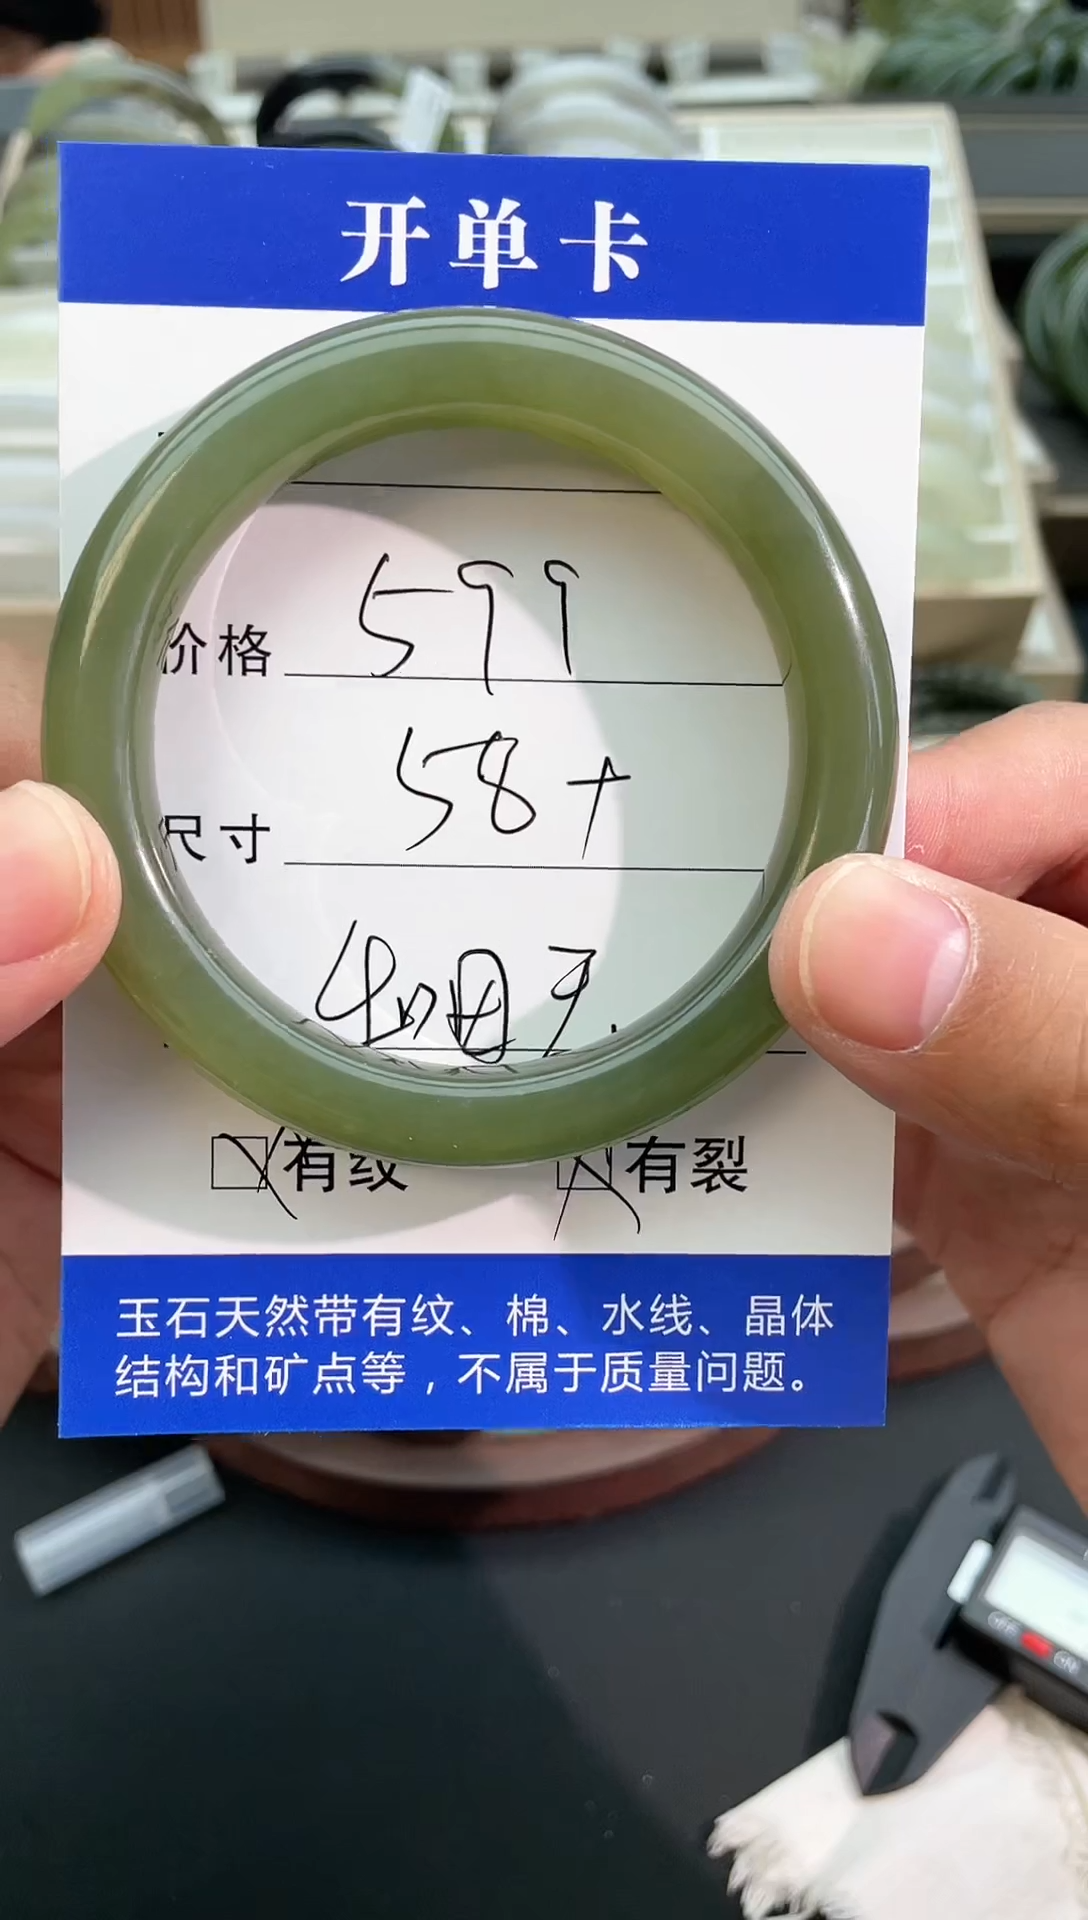 开单卡
价格 599
尺寸 58+
有纹 有裂
玉石天然带有纹、棉、水线、晶体
结构和矿点等，不属于质量问题。